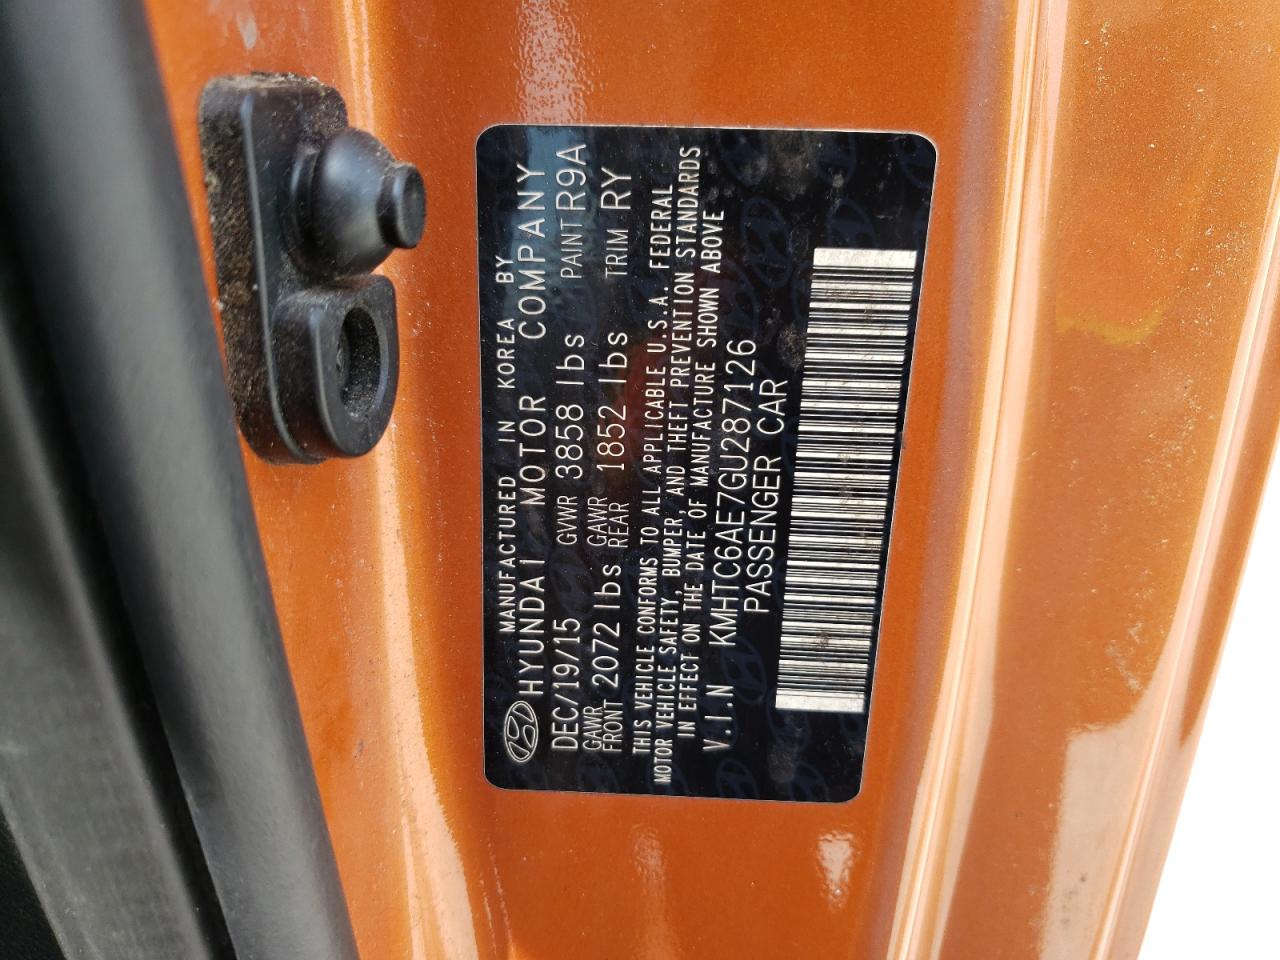 MANUFACTURED IN KOREA BY
HYUNDAI MOTOR COMPANY
DEC/19/15 GVWR 3858 lbs PAINT R9A
GAWR FRONT 2072 lbs GAWR REAR 1852 lbs TRIM RY
THIS VEHICLE CONFORMS TO ALL APPLICABLE U.S.A. FEDERAL
MOTOR VEHICLE SAFETY, BUMPER, AND THEFT PREVENTION STANDARDS
IN EFFECT ON THE DATE OF MANUFACTURE SHOWN ABOVE
V.I.N KMHTC6AE7GU287126
PASSENGER CAR